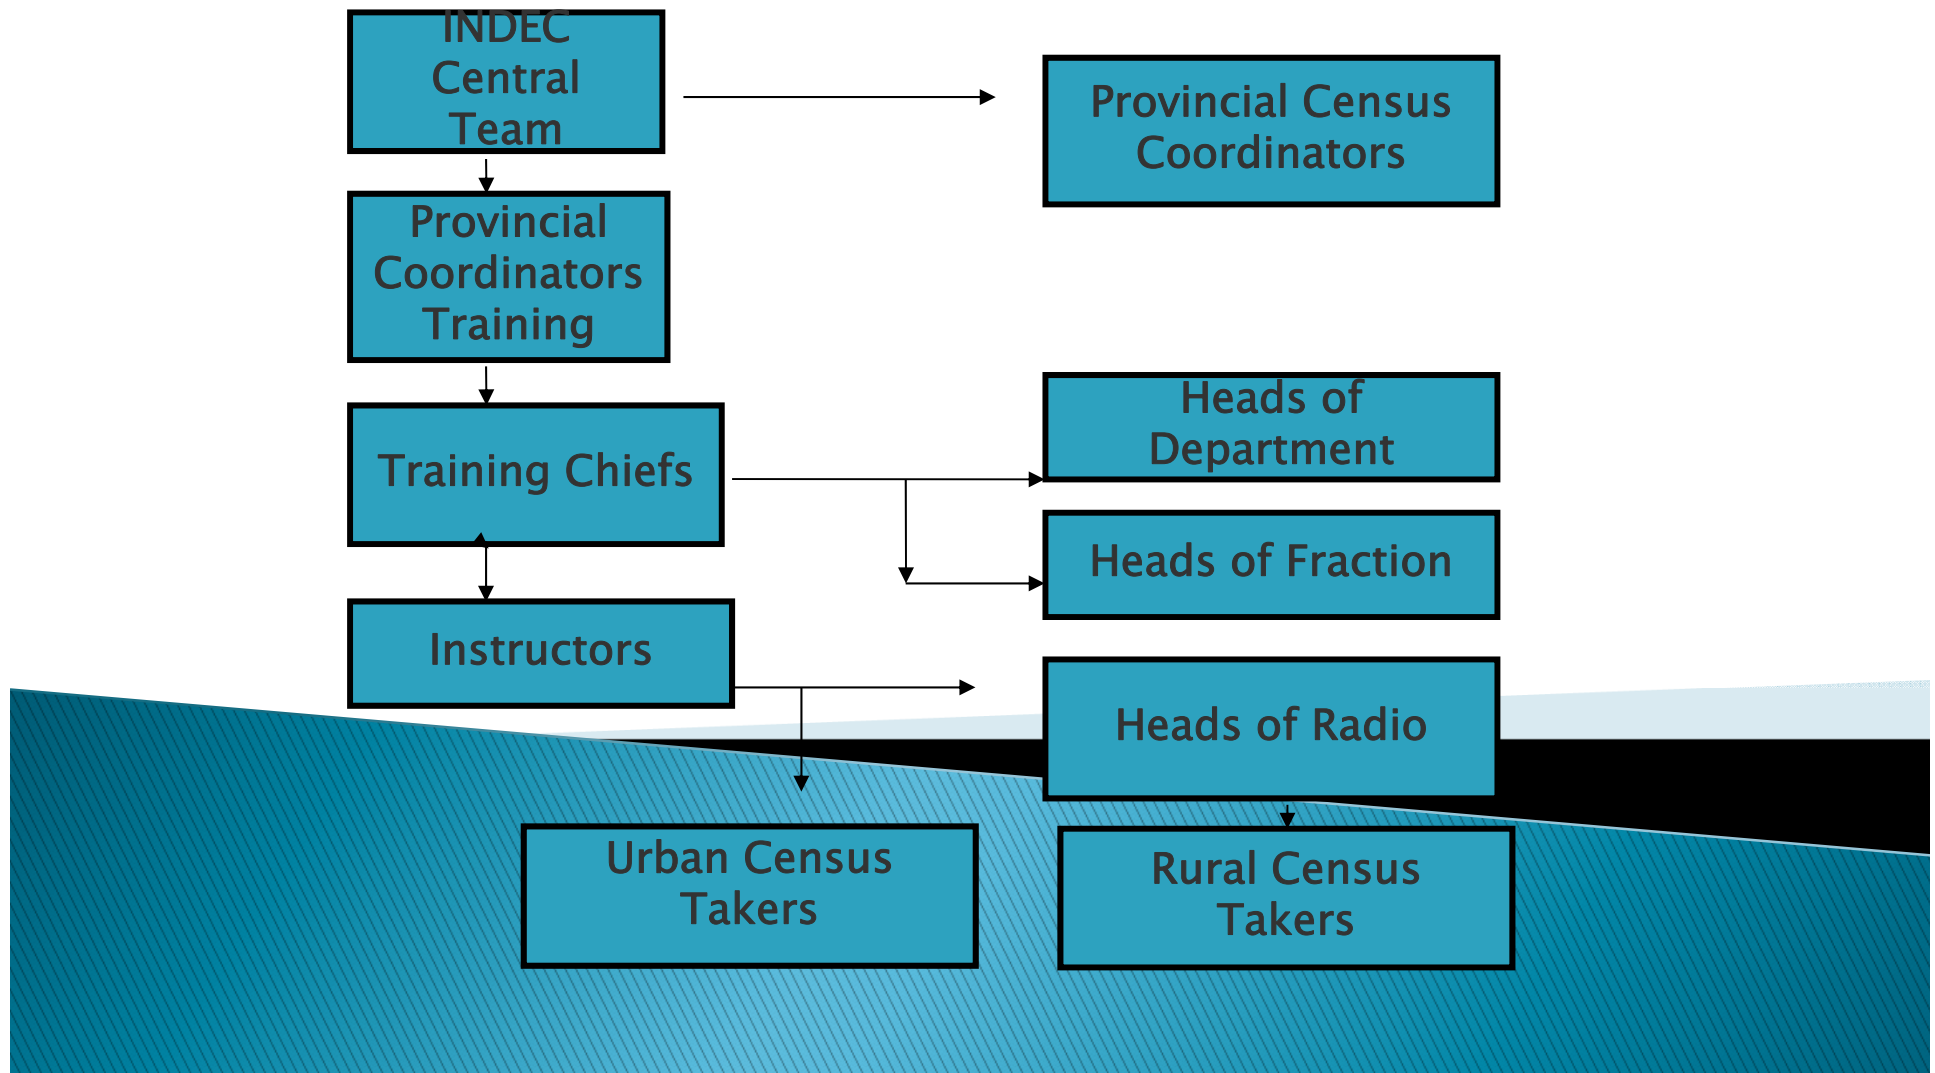 INDEC
Central
Team
Provincial Census
Coordinators
Provincial
Coordinators
Training
Heads of
Department
Training Chiefs
Heads of Fraction
Instructors
Heads of Radio
Urban Census
Takers
Rural Census
Takers